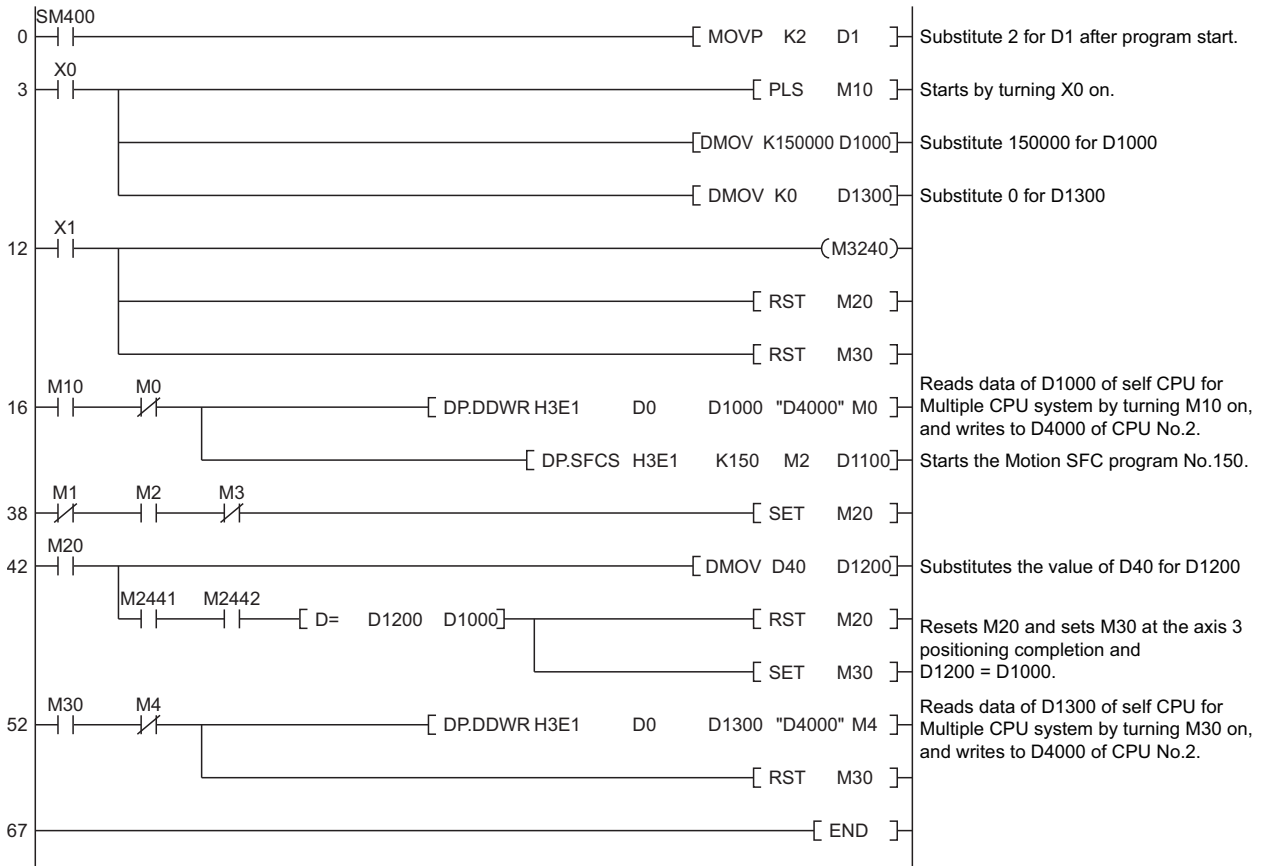 SM400
0 MOVP K2 D1 Substitute 2 for D1 after program start.
X0
3 PLS M10 Starts by turning X0 on.
DMOV K150000 D1000 Substitute 150000 for D1000
DMOV K0 D1300 Substitute 0 for D1300
X1
12 M3240
RST M20
RST M30
M10 M0
16 DP.DDWR H3E1 D0 D1000 "D4000" M0
Reads data of D1000 of self CPU for
Multiple CPU system by turning M10 on,
and writes to D4000 of CPU No.2.
DP.SFCS H3E1 K150 M2 D1100 Starts the Motion SFC program No.150.
M1 M2 M3
38 SET M20
M20
42 DMOV D40 D1200 Substitutes the value of D40 for D1200
M2441 M2442
D= D1200 D1000 RST M20
SET M30
Resets M20 and sets M30 at the axis 3
positioning completion and
D1200 = D1000.
M30 M4
52 DP.DDWR H3E1 D0 D1300 "D4000" M4
Reads data of D1300 of self CPU for
Multiple CPU system by turning M30 on,
and writes to D4000 of CPU No.2.
RST M30
67 END